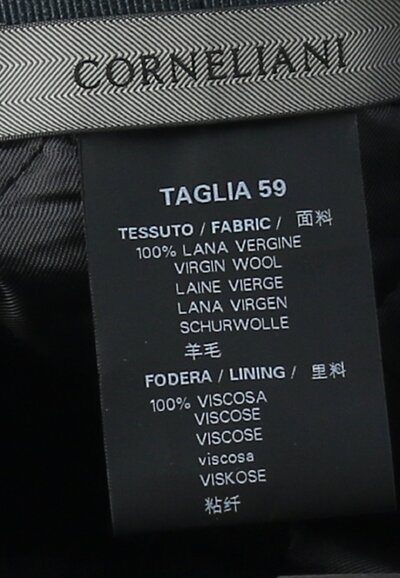 CORNELIANI
TAGLIA 59
TESSUTO / FABRIC / 面料
100% LANA VERGINE
VIRGIN WOOL
LAINE VIERGE
LANA VIRGEN
SCHURWOLLE
羊毛
FODERA / LINING / 里料
100% VISCOSA
VISCOSE
VISCOSE
viscosa
VISKOSE
粘纤